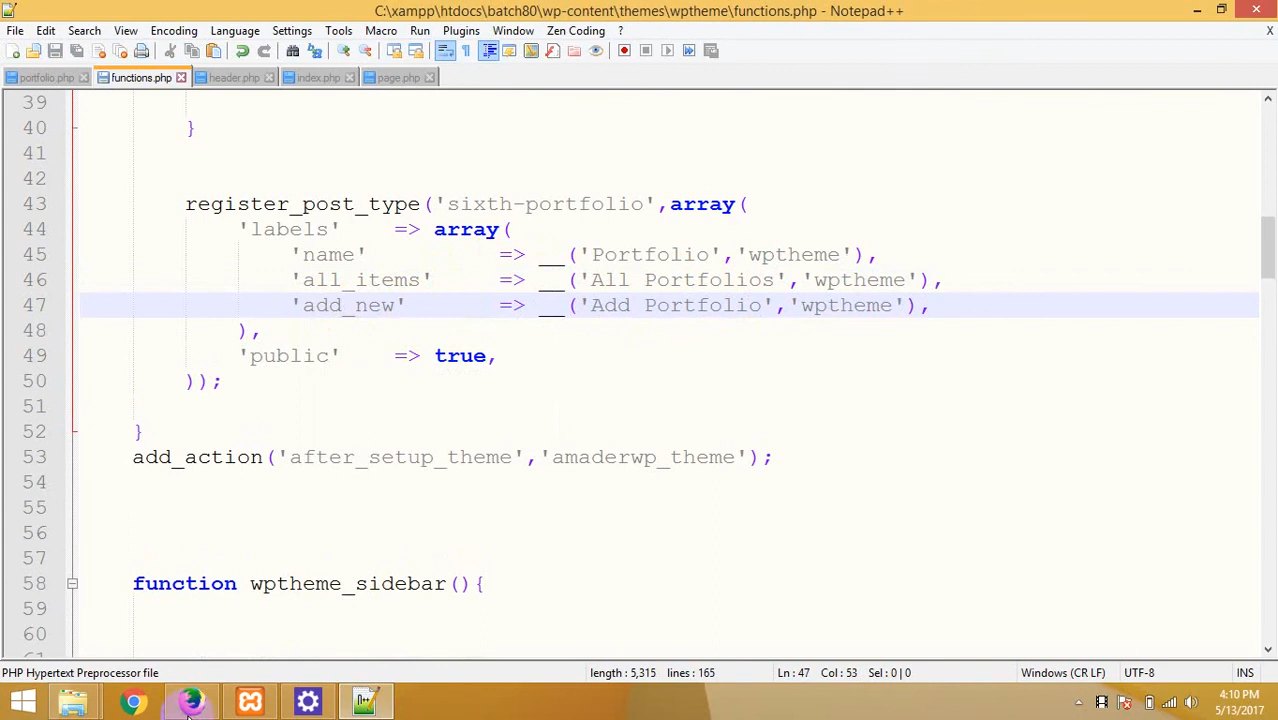 C:\xampp\htdocs\batch80\wp-content\themes\wptheme\functions.php - Notepad++
File Edit Search View Encoding Language Settings Tools Macro Run Plugins Window Zen Coding ? X
portfolio.php functions.php header.php index.php page.php
39
40 }
41
42
43 register_post_type('sixth-portfolio',array(
44 'labels' => array(
45 'name' => __('Portfolio','wptheme'),
46 'all_items' => __('All Portfolios','wptheme'),
47 'add_new' => __('Add Portfolio','wptheme'),
48 ),
49 'public' => true,
50 ));
51
52 }
53 add_action('after_setup_theme','amaderwp_theme');
54
55
56
57
58 function wptheme_sidebar(){
59
60
61
PHP Hypertext Preprocessor file length : 5,315 lines : 165 Ln : 47 Col : 53 Sel : 0 | 0 Windows (CR LF) UTF-8 INS
4:10 PM
5/13/2017